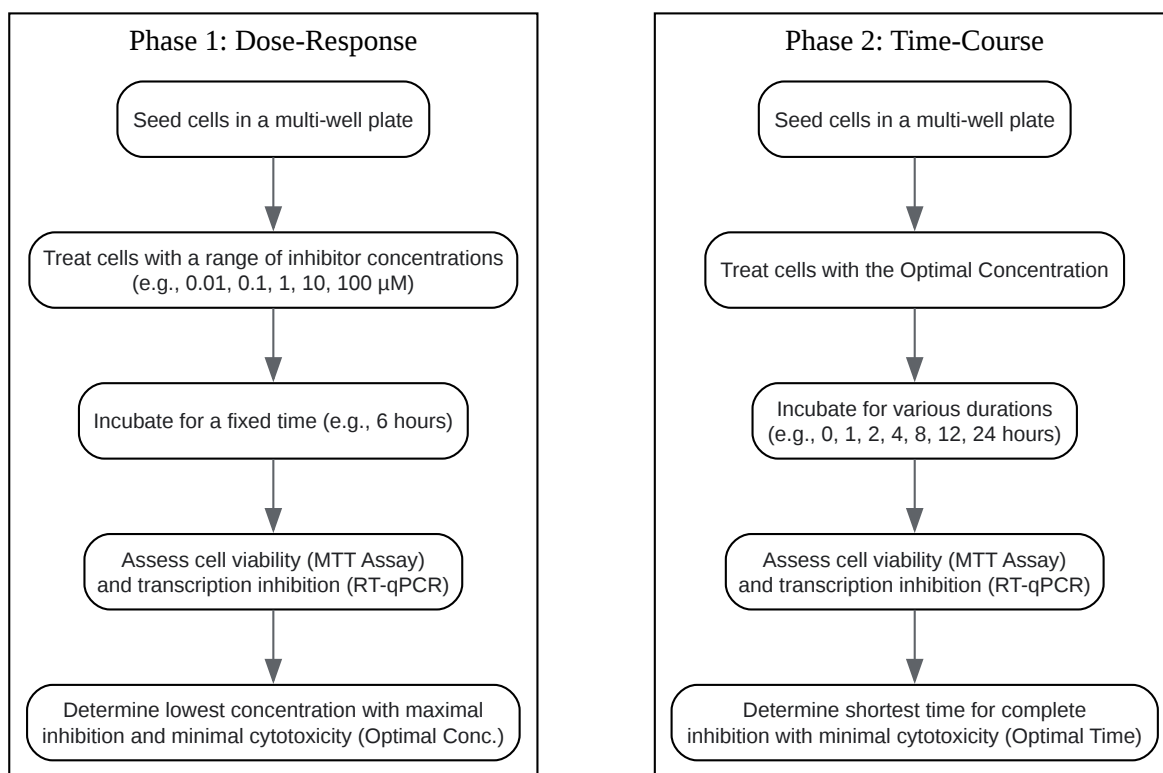 Phase 1: Dose-Response
Seed cells in a multi-well plate
Treat cells with a range of inhibitor concentrations
(e.g., 0.01, 0.1, 1, 10, 100 µM)
Incubate for a fixed time (e.g., 6 hours)
Assess cell viability (MTT Assay)
and transcription inhibition (RT-qPCR)
Determine lowest concentration with maximal
inhibition and minimal cytotoxicity (Optimal Conc.)
Phase 2: Time-Course
Seed cells in a multi-well plate
Treat cells with the Optimal Concentration
Incubate for various durations
(e.g., 0, 1, 2, 4, 8, 12, 24 hours)
Assess cell viability (MTT Assay)
and transcription inhibition (RT-qPCR)
Determine shortest time for complete
inhibition with minimal cytotoxicity (Optimal Time)